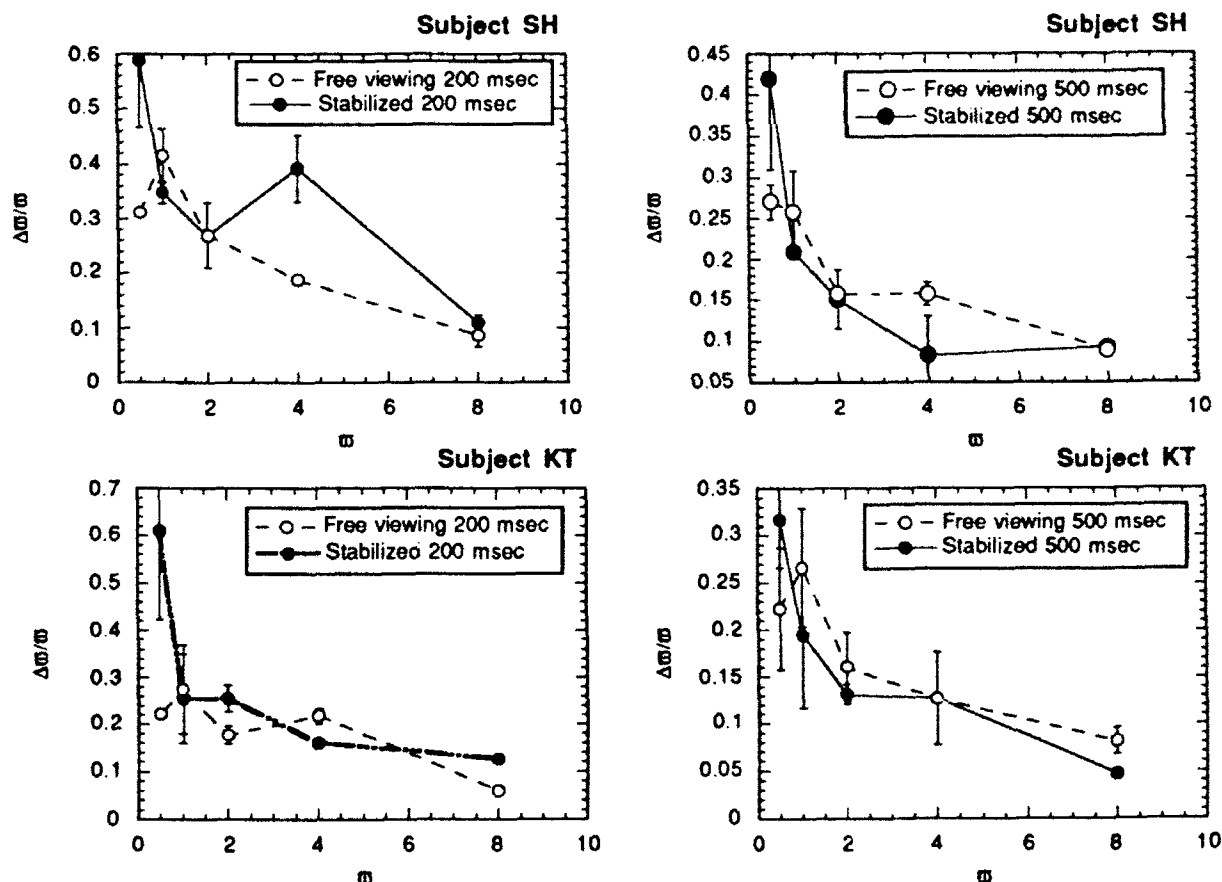 Subject SH
Free viewing 200 msec
Stabilized 200 msec
Δϖ/ϖ
0.6
0.5
0.4
0.3
0.2
0.1
0
0 2 4 6 8 10
ϖ
Subject SH
Free viewing 500 msec
Stabilized 500 msec
Δϖ/ϖ
0.45
0.4
0.35
0.3
0.25
0.2
0.15
0.1
0.05
0 2 4 6 8 10
ϖ
Subject KT
Free viewing 200 msec
Stabilized 200 msec
Δϖ/ϖ
0.7
0.6
0.5
0.4
0.3
0.2
0.1
0
0 2 4 6 8 10
ϖ
Subject KT
Free viewing 500 msec
Stabilized 500 msec
Δϖ/ϖ
0.35
0.3
0.25
0.2
0.15
0.1
0.05
0
0 2 4 6 8 10
ϖ